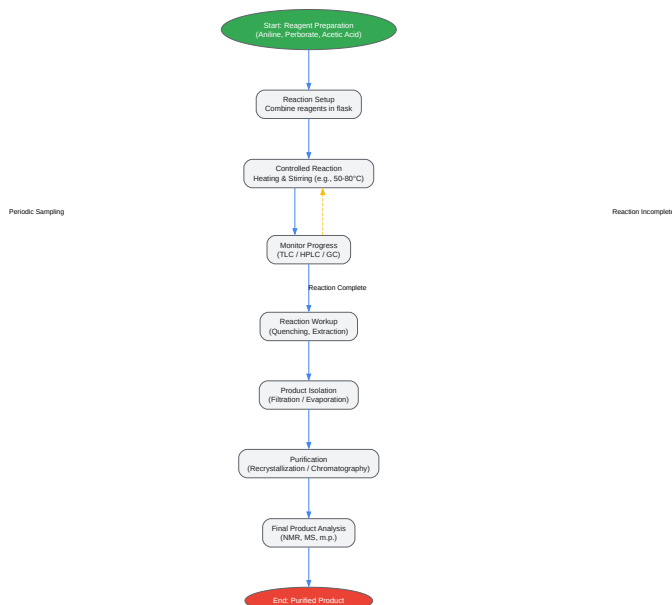 Start: Reagent Preparation
(Aniline, Perborate, Acetic Acid)
Reaction Setup
Combine reagents in flask
Controlled Reaction
Heating & Stirring (e.g., 50-80°C)
Periodic Sampling
Reaction Incomplete
Monitor Progress
(TLC / HPLC / GC)
Reaction Complete
Reaction Workup
(Quenching, Extraction)
Product Isolation
(Filtration / Evaporation)
Purification
(Recrystallization / Chromatography)
Final Product Analysis
(NMR, MS, m.p.)
End: Purified Product